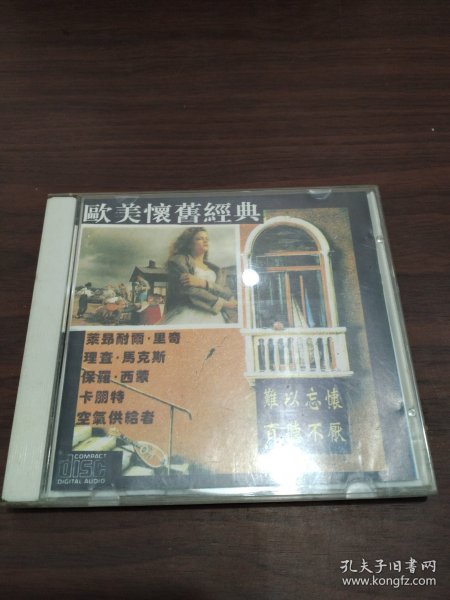 歐美懷舊經典
萊昂耐爾·里奇
理查·馬克斯
保羅·西蒙
卡朋特
空氣供給者
難以忘懷
百聽不厭
COMPACT
disc
DIGITAL AUDIO
孔夫子旧书网
www.kongfz.com